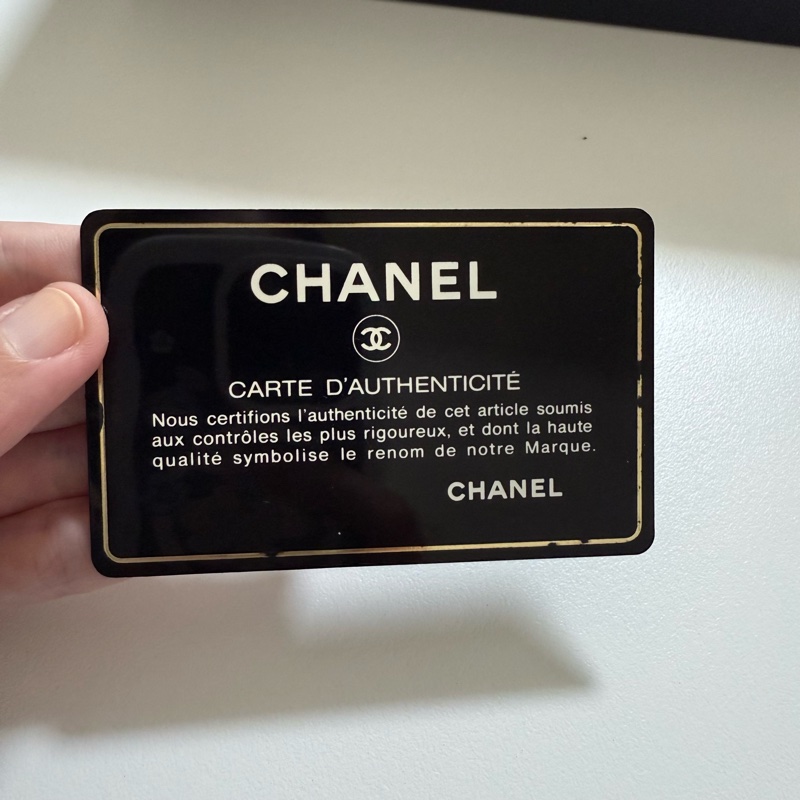 CHANEL
CARTE D'AUTHENTICITÉ
Nous certifions l'authenticité de cet article soumis
aux contrôles les plus rigoureux, et dont la haute
qualité symbolise le renom de notre Marque.
CHANEL